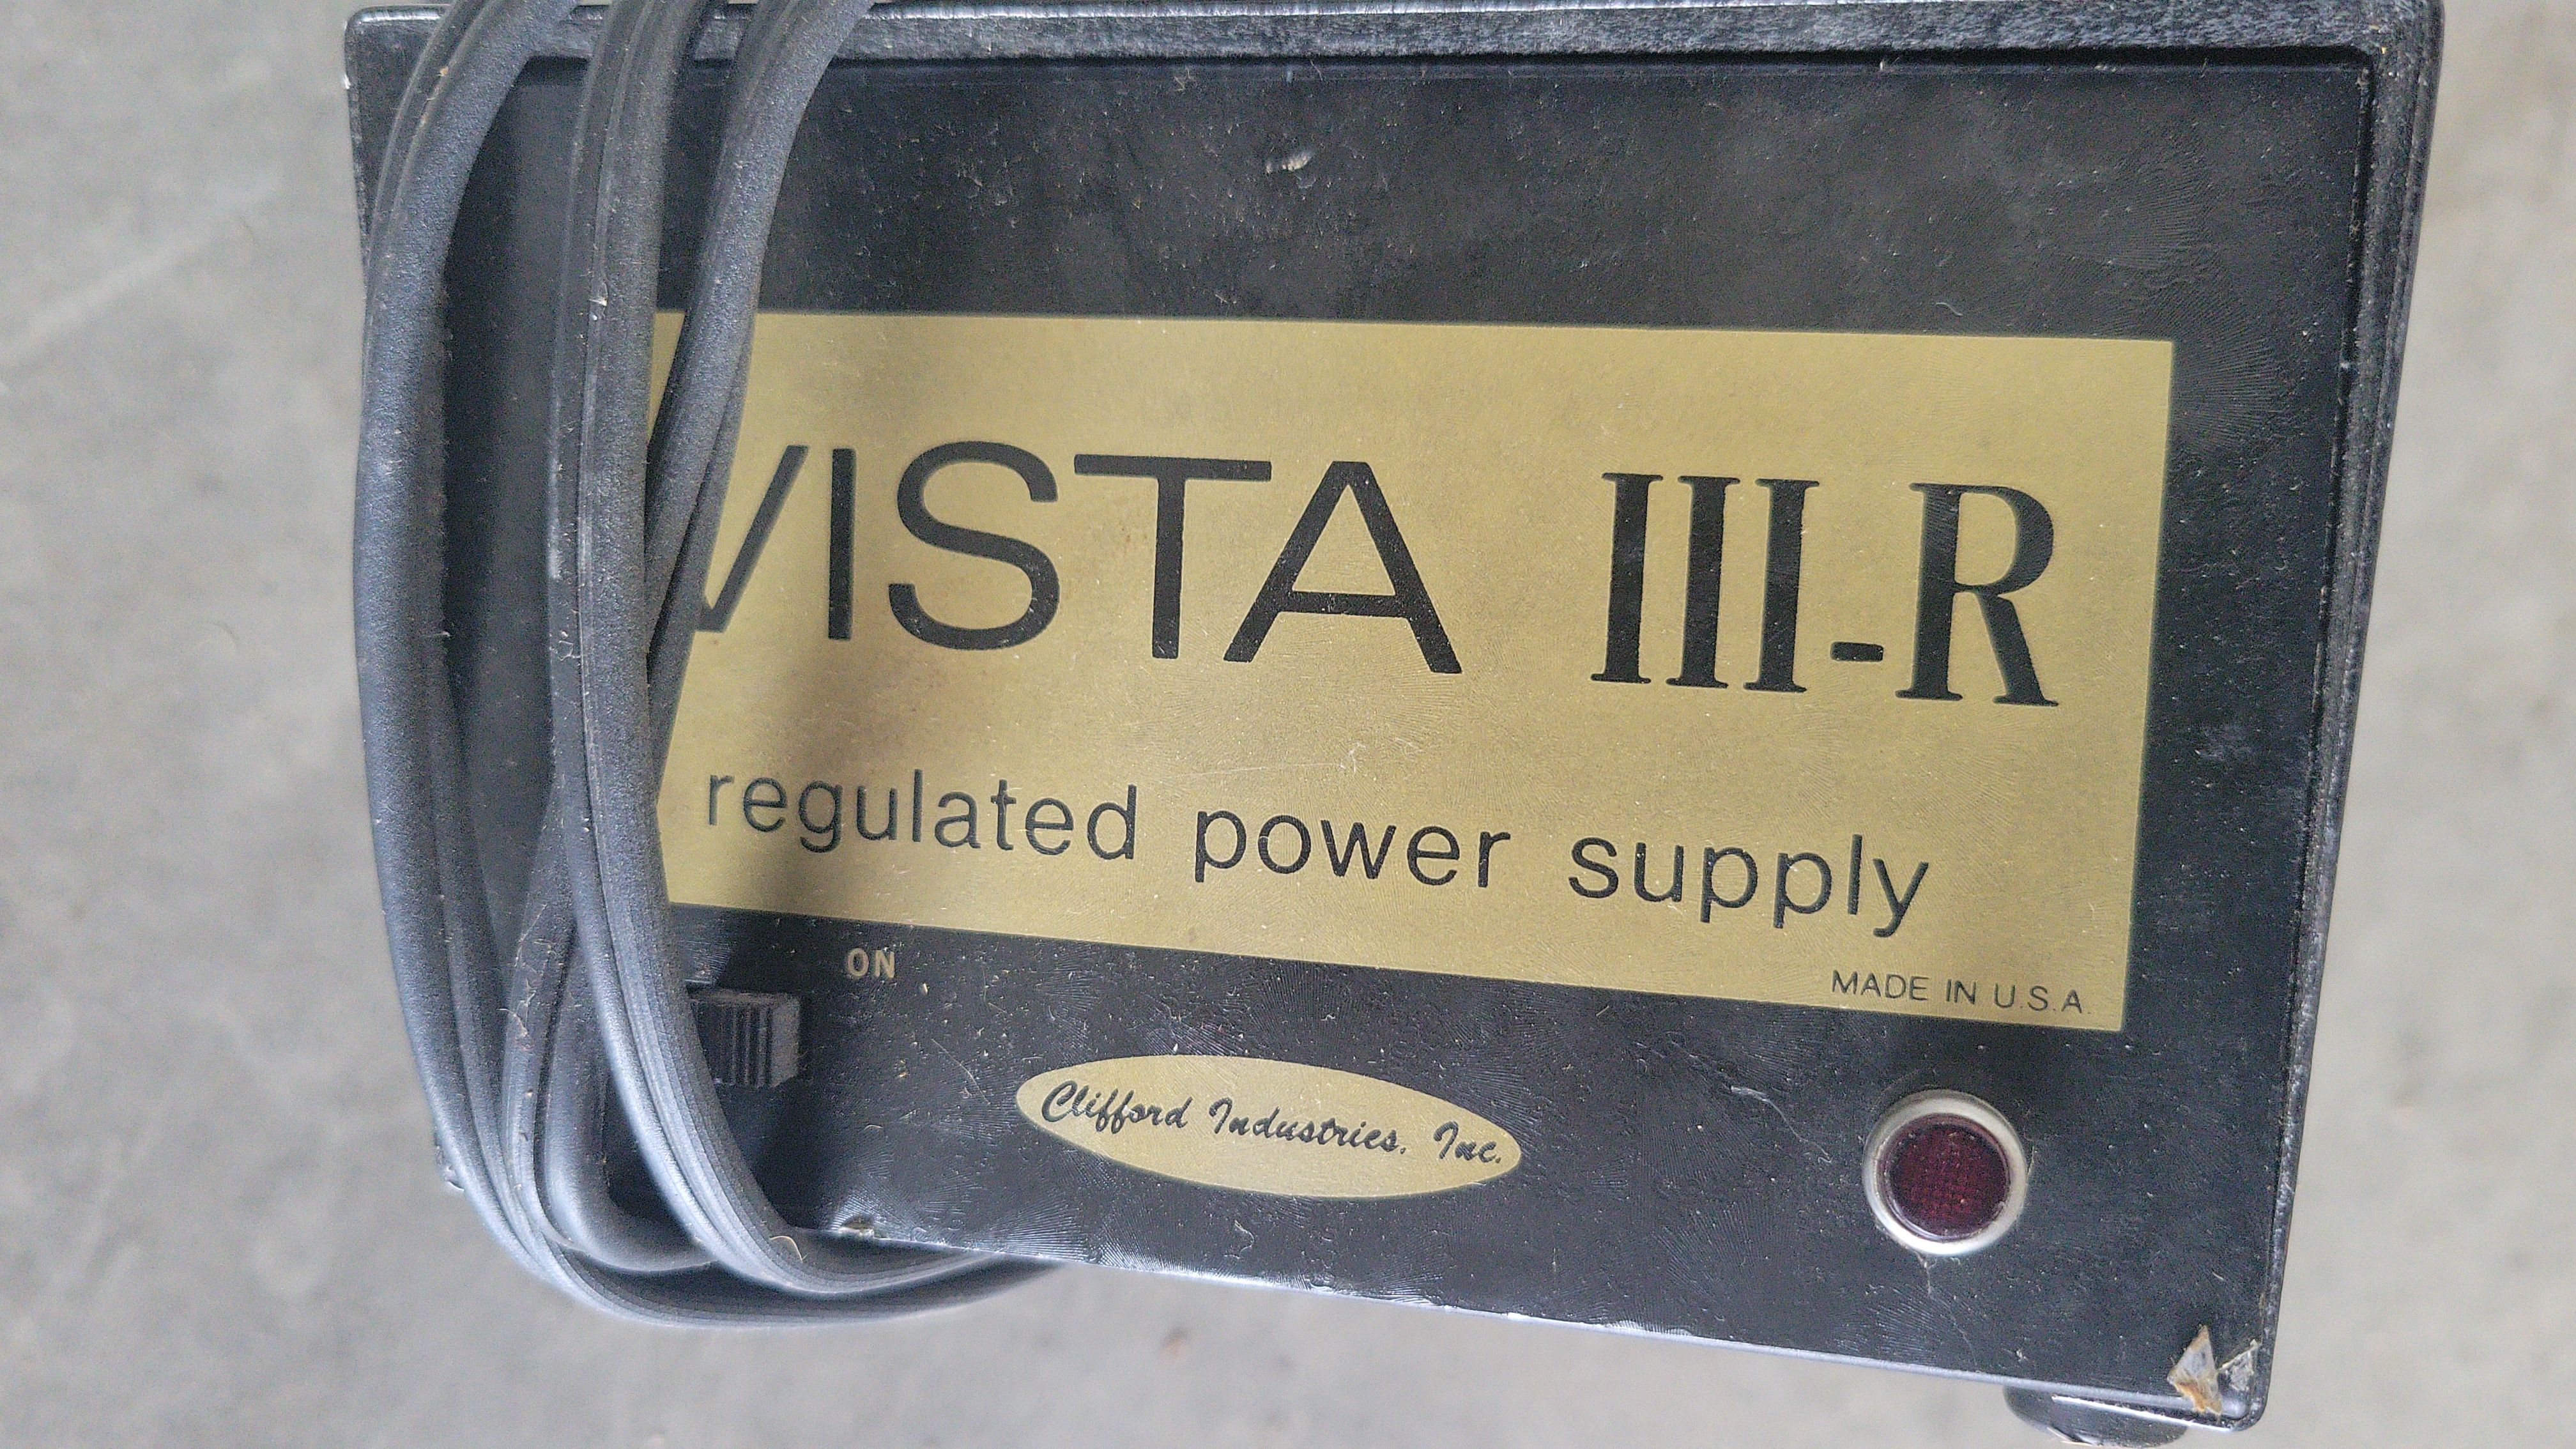 VISTA III-R
regulated power supply
MADE IN U.S.A.
ON
Clifford Industries, Inc.